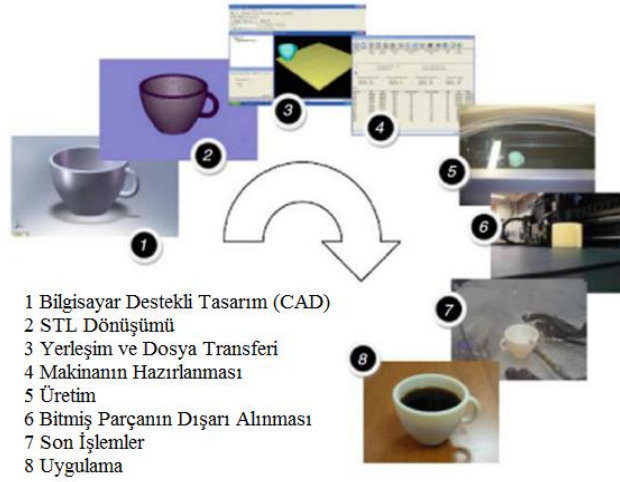 1
2
3
4
5
6
7
8
1 Bilgisayar Destekli Tasarım (CAD)
2 STL Dönüşümü
3 Yerleşim ve Dosya Transferi
4 Makinanın Hazırlanması
5 Üretim
6 Bitmiş Parçanın Dışarı Alınması
7 Son İşlemler
8 Uygulama